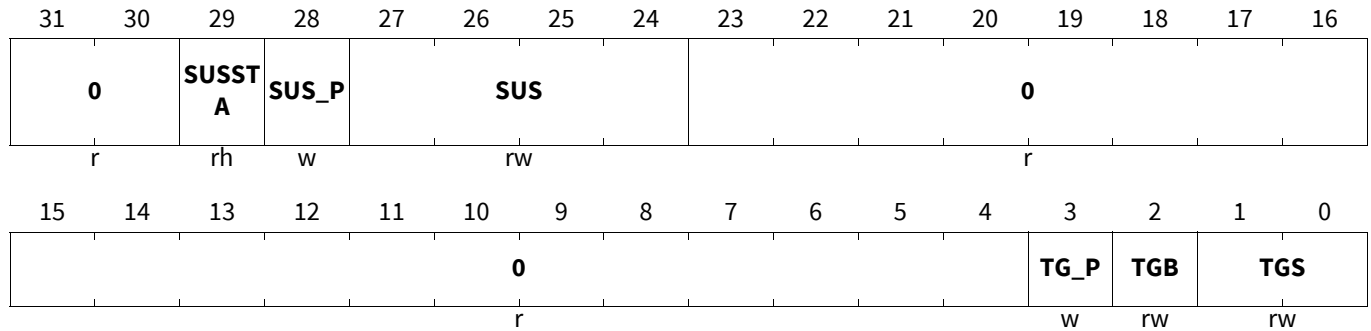 31 30 29 28 27 26 25 24 23 22 21 20 19 18 17 16
0 SUSST A SUS_P SUS 0
r rh w rw r
15 14 13 12 11 10 9 8 7 6 5 4 3 2 1 0
0 TG_P TGB TGS
r w rw rw